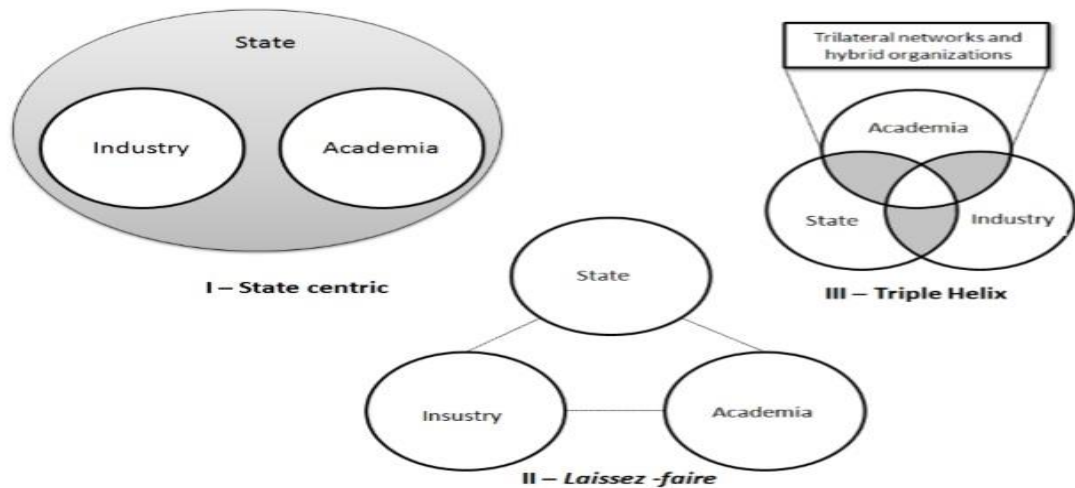 State
Industry
Academia
I – State centric
Trilateral networks and
hybrid organizations
Academia
State
Industry
III – Triple Helix
State
Insustry
Academia
II – Laissez -faire